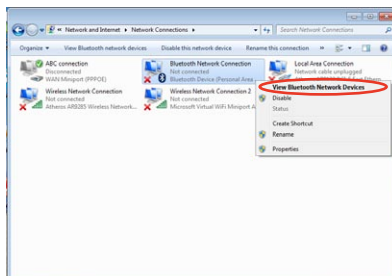 Network and Internet ▸ Network Connections ▸
Search Network Connections
Organize View Bluetooth network devices Disable this network device Rename this connection »
ABC connection
Disconnected
WAN Miniport (PPPOE)
Bluetooth Network Connection
Not connected
Bluetooth Device (Personal Area
Local Area Connection
Network cable unplugged
Wireless Network Connection
Not connected
Atheros AR9285 Wireless Network...
Wireless Network Connection 2
Not connected
Microsoft Virtual WiFi Miniport A
View Bluetooth Network Devices
Disable
Status
Create Shortcut
Rename
Properties